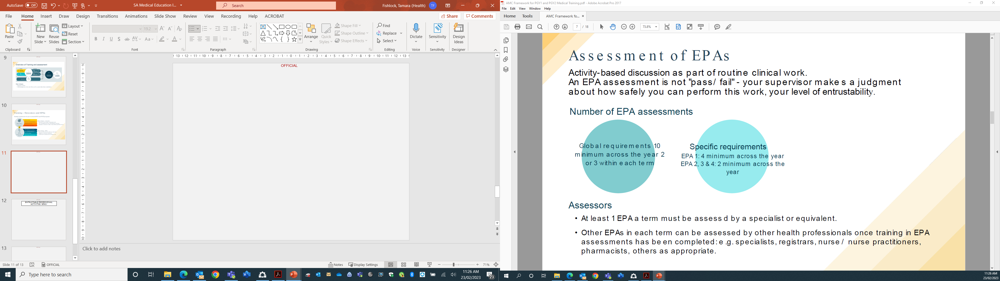 AutoSave Off
SA Medical Education I...
Search
Fishlock, Tamara (Health) TF
File Home Insert Draw Design Transitions Animations Slide Show Review View Recording Help ACROBAT
Share Comments
Paste
New Slide
Reuse Slides
Layout
Reset
Section
19.2
Arrange
Quick Styles
Shape Fill
Shape Outline
Shape Effects
Find
Replace
Select
Dictate
Sensitivity
Design Ideas
Clipboard Slides Font Paragraph Drawing Editing Voice Sensitivity Designer
9
Overview of Training and assessment
10
Training - Outcomes and EPAs
11
12
ENTRUSTABLE PROFESSIONAL
ACTIVITIES (EPAS)
13
OFFICIAL
Click to add notes
Slide 11 of 13 OFFICIAL
Notes Display Settings 71%
Type here to search
11:26 AM
23/02/2023
23
AMC Framework for PGY1 and PGY2 Medical Training.pdf - Adobe Acrobat Pro 2017
File Edit View Window Help
Home Tools AMC Framework fo... ×
7 / 18 73.8%
Assessment of EPAs
Activity-based discussion as part of routine clinical work.
An EPA assessment is not "pass/ fail" - your supervisor makes a judgment
about how safely you can perform this work, your level of entrustability.
Number of EPA assessments
Global requirements 10
minimum across the year 2
or 3 within each term
Specific requirements
EPA 1: 4 minimum across the year
EPA 2, 3 & 4: 2 minimum across the
year
Assessors
• At least 1 EPA a term must be assess d by a specialist or equivalent.
• Other EPAs in each term can be assessed by other health professionals once training in EPA
assessments has been completed: e.g. specialists, registrars, nurse/ nurse practitioners,
pharmacists, others as appropriate.
11:26 AM
23/02/2023